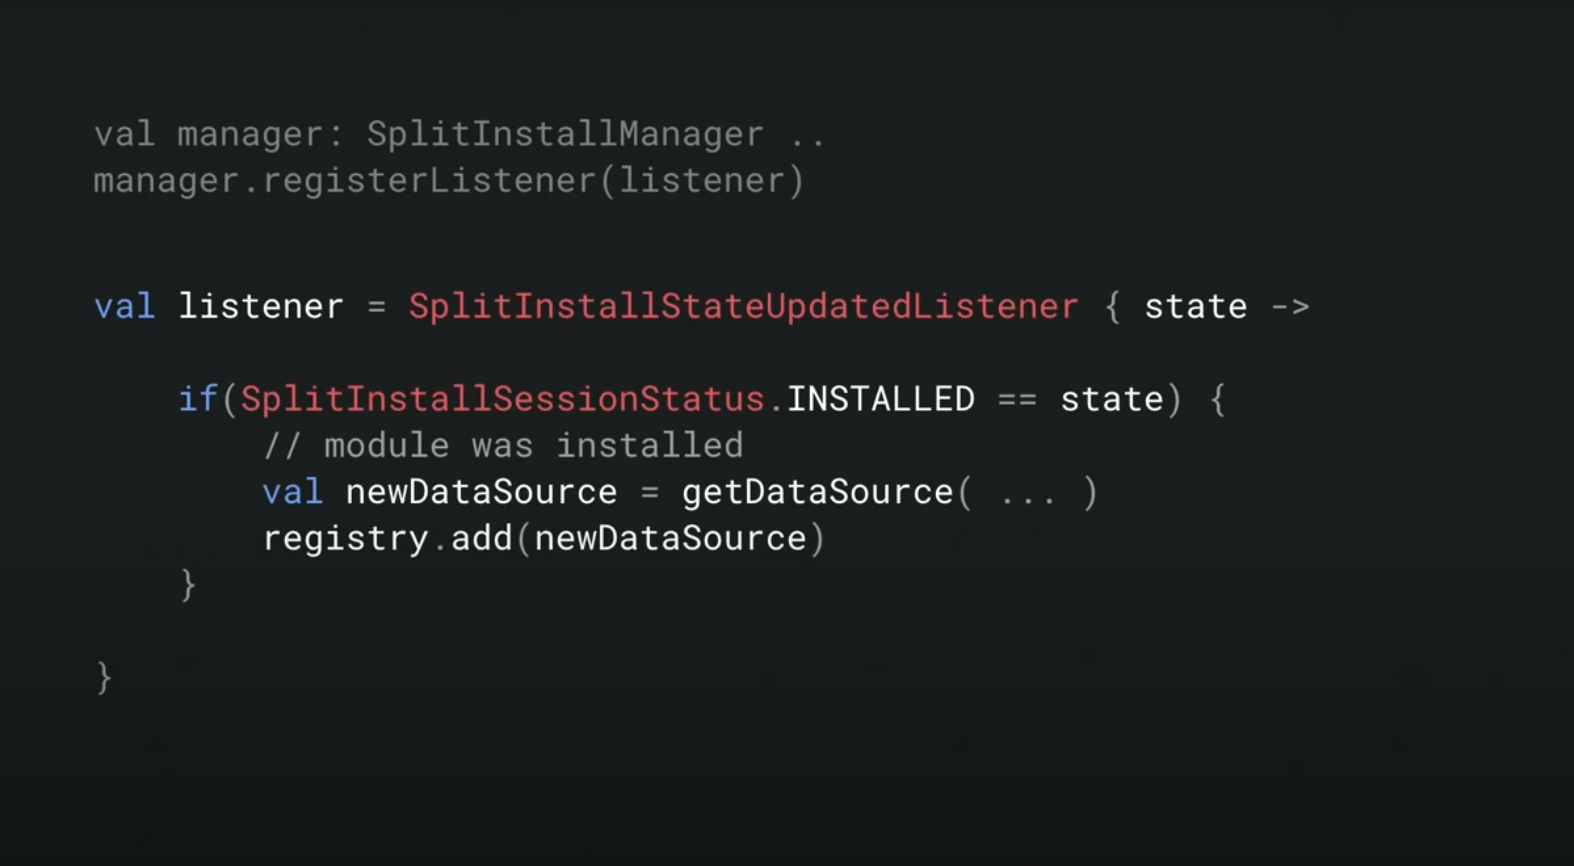 val manager: SplitInstallManager ..
manager.registerListener(listener)
val listener = SplitInstallStateUpdatedListener { state ->
if(SplitInstallSessionStatus.INSTALLED == state) {
// module was installed
val newDataSource = getDataSource( ... )
registry.add(newDataSource)
}
}